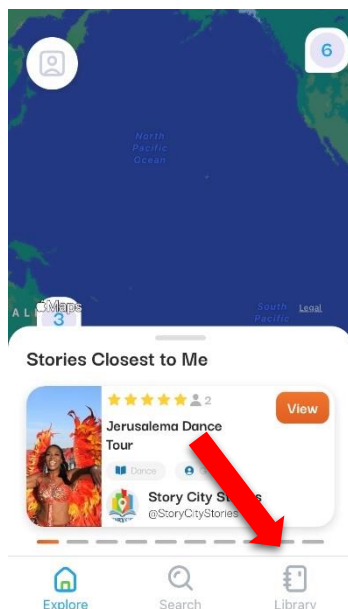 6
North
Pacific
Ocean
Maps
AL
3
South
Pacific
Legal
Stories Closest to Me
2
View
Jerusalema Dance
Tour
Dance
Story City
@StoryCityStories
Explore
Search
Library